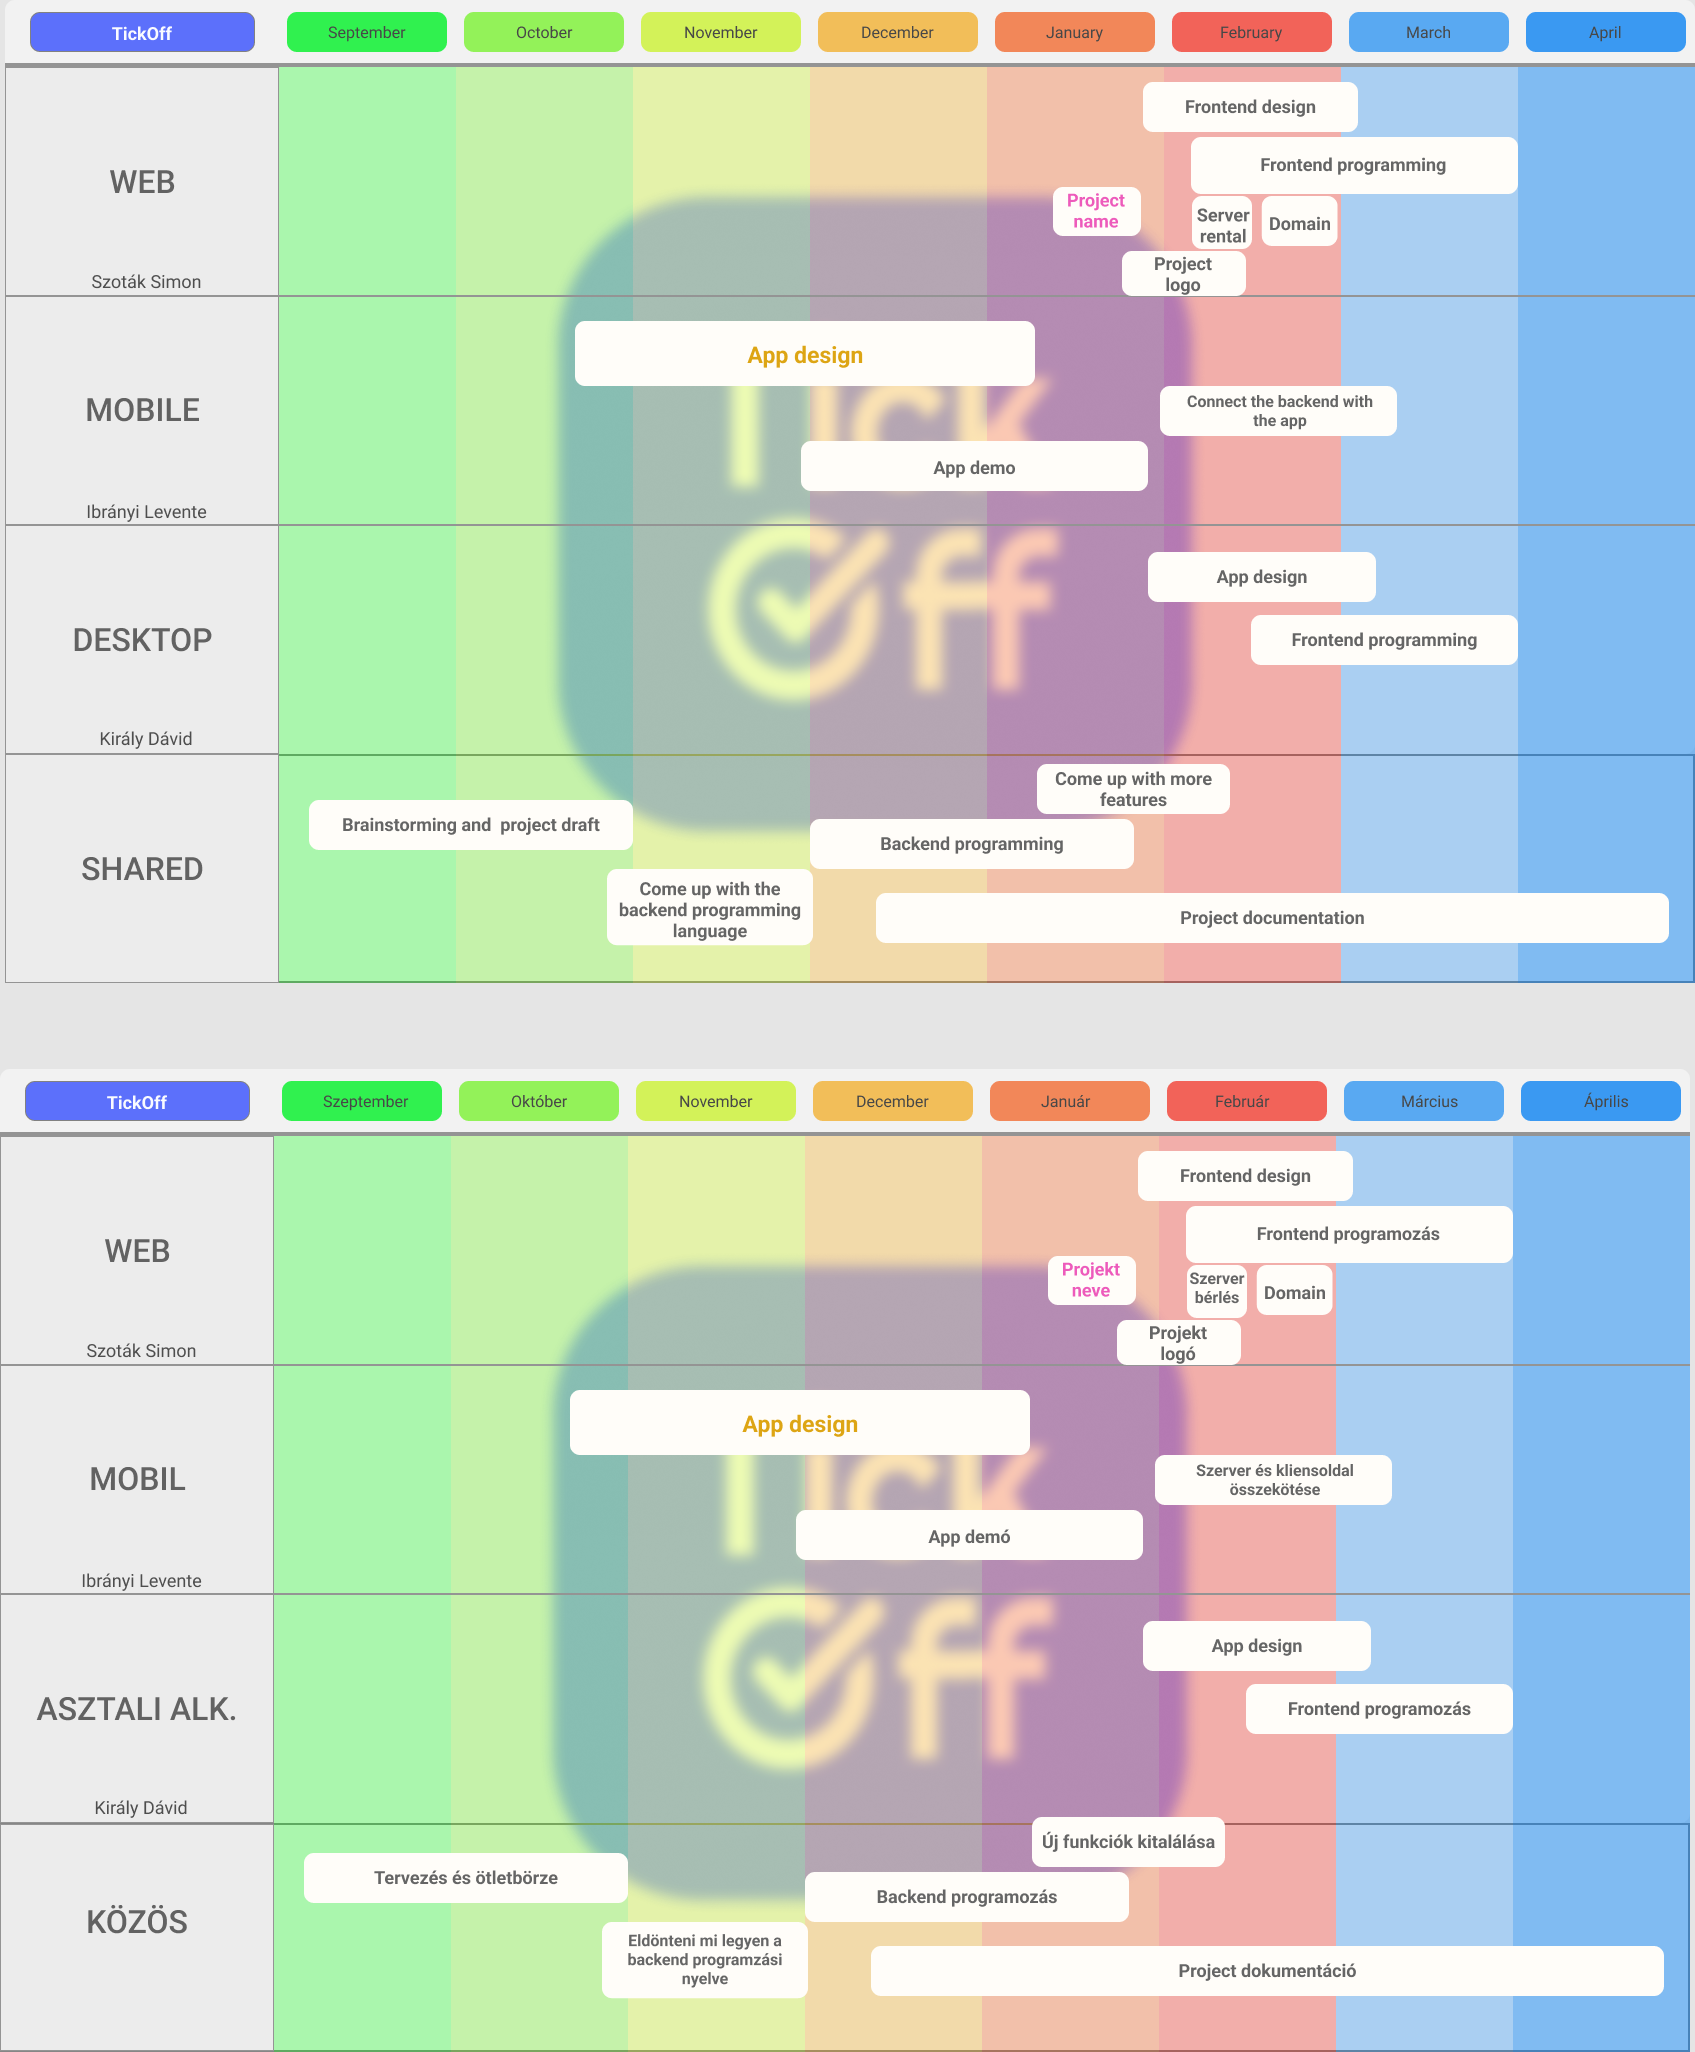 TickOff
September
October
November
December
January
February
March
April
WEB
Szoták Simon
Frontend design
Frontend programming
Project
name
Server
rental
Domain
Project
logo
MOBILE
Ibrányi Levente
App design
Connect the backend with
the app
App demo
Tick
Off
DESKTOP
Király Dávid
App design
Frontend programming
SHARED
Come up with more
features
Brainstorming and  project draft
Backend programming
Come up with the
backend programming
language
Project documentation
TickOff
Szeptember
Október
November
December
Január
Február
Március
Április
WEB
Szoták Simon
Frontend design
Frontend programozás
Projekt
neve
Szerver
bérlés
Domain
Projekt
logó
MOBIL
Ibrányi Levente
App design
Szerver és kliensoldal
összekötése
App demó
Tick
Off
ASZTALI ALK.
Király Dávid
App design
Frontend programozás
KÖZÖS
Új funkciók kitalálása
Tervezés és ötletbörze
Backend programozás
Eldönteni mi legyen a
backend programzási
nyelve
Project dokumentáció